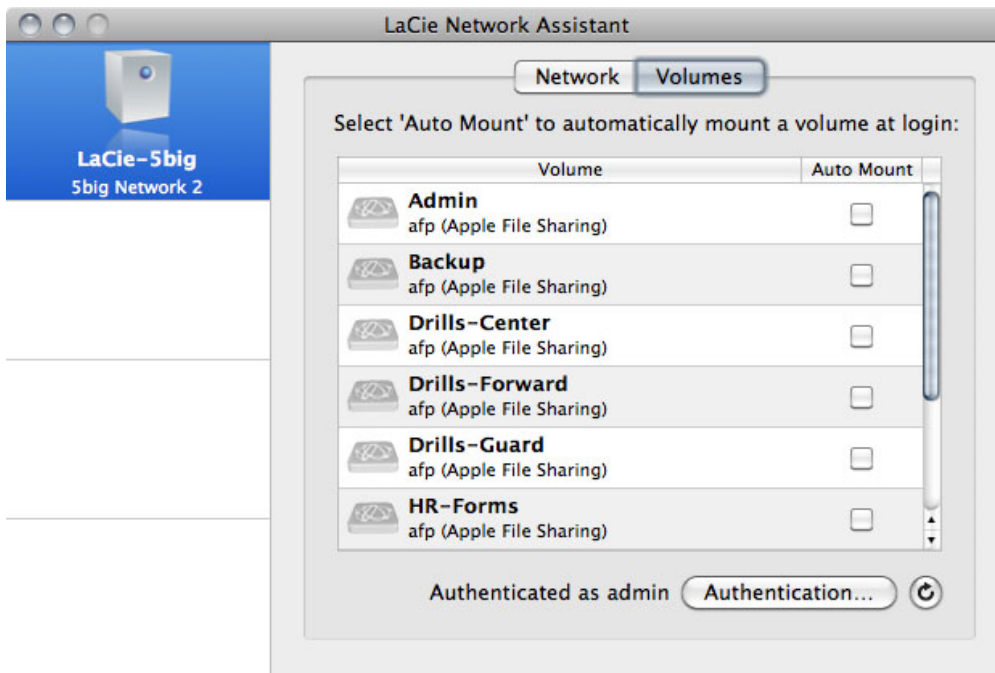 LaCie Network Assistant
LaCie-5big
5big Network 2
Network Volumes
Select 'Auto Mount' to automatically mount a volume at login:
Volume Auto Mount
Admin
afp (Apple File Sharing)
Backup
afp (Apple File Sharing)
Drills-Center
afp (Apple File Sharing)
Drills-Forward
afp (Apple File Sharing)
Drills-Guard
afp (Apple File Sharing)
HR-Forms
afp (Apple File Sharing)
Authenticated as admin Authentication...